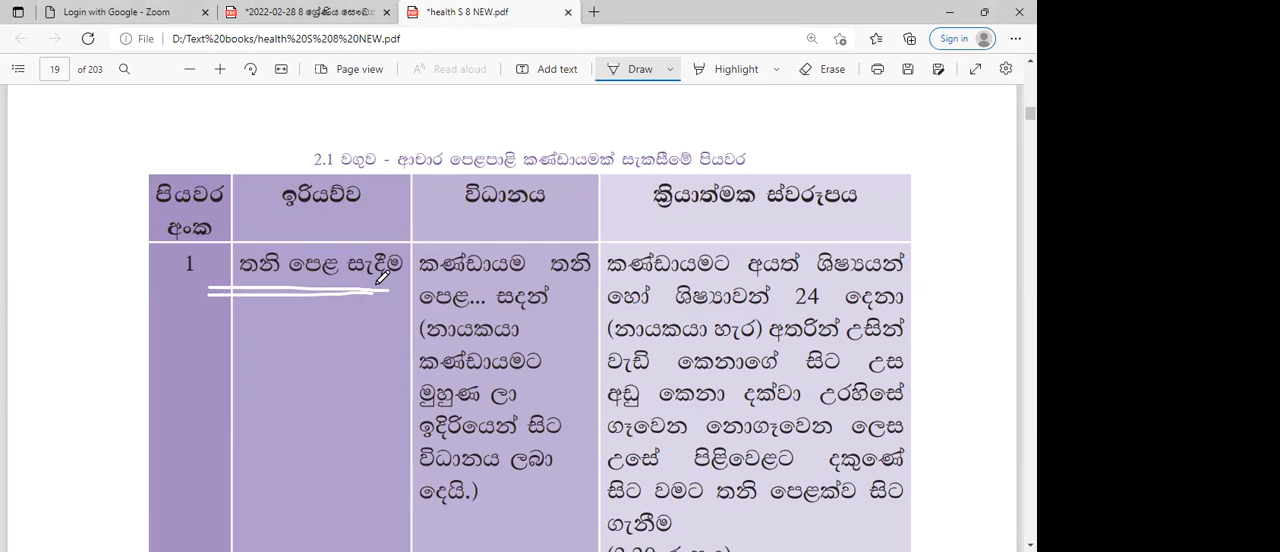 Login with Google - Zoom
*2022-02-28 8 ශ්‍රේණිය සෞඛ්‍ය
*health S 8 NEW.pdf
File
D:/Text%20books/health%20S%208%20NEW.pdf
Sign in
19 of 203
Page view
Read aloud
Add text
Draw
Highlight
Erase
2.1 වගුව - ආචාර පෙළපාළි කණ්ඩායමක් සැකසීමේ පියවර
පියවර අංක
ඉරියව්ව
විධානය
ක්‍රියාත්මක ස්වරූපය
1
තනි පෙළ සැදීම
කණ්ඩායම තනි
පෙළ... සදන්
(නායකයා
කණ්ඩායමට
මුහුණ ලා
ඉදිරියෙන් සිට
විධානය ලබා
දෙයි.)
කණ්ඩායමට අයත් ශිෂ්‍යයන්
හෝ ශිෂ්‍යාවන් 24 දෙනා
(නායකයා හැර) අතරින් උසින්
වැඩි කෙනාගේ සිට උස
අඩු කෙනා දක්වා උරහිසේ
ගෑවෙන නොගෑවෙන ලෙස
උසේ පිළිවෙළට දකුණේ
සිට වමට තනි පෙළක්ව සිට
ගැනීම